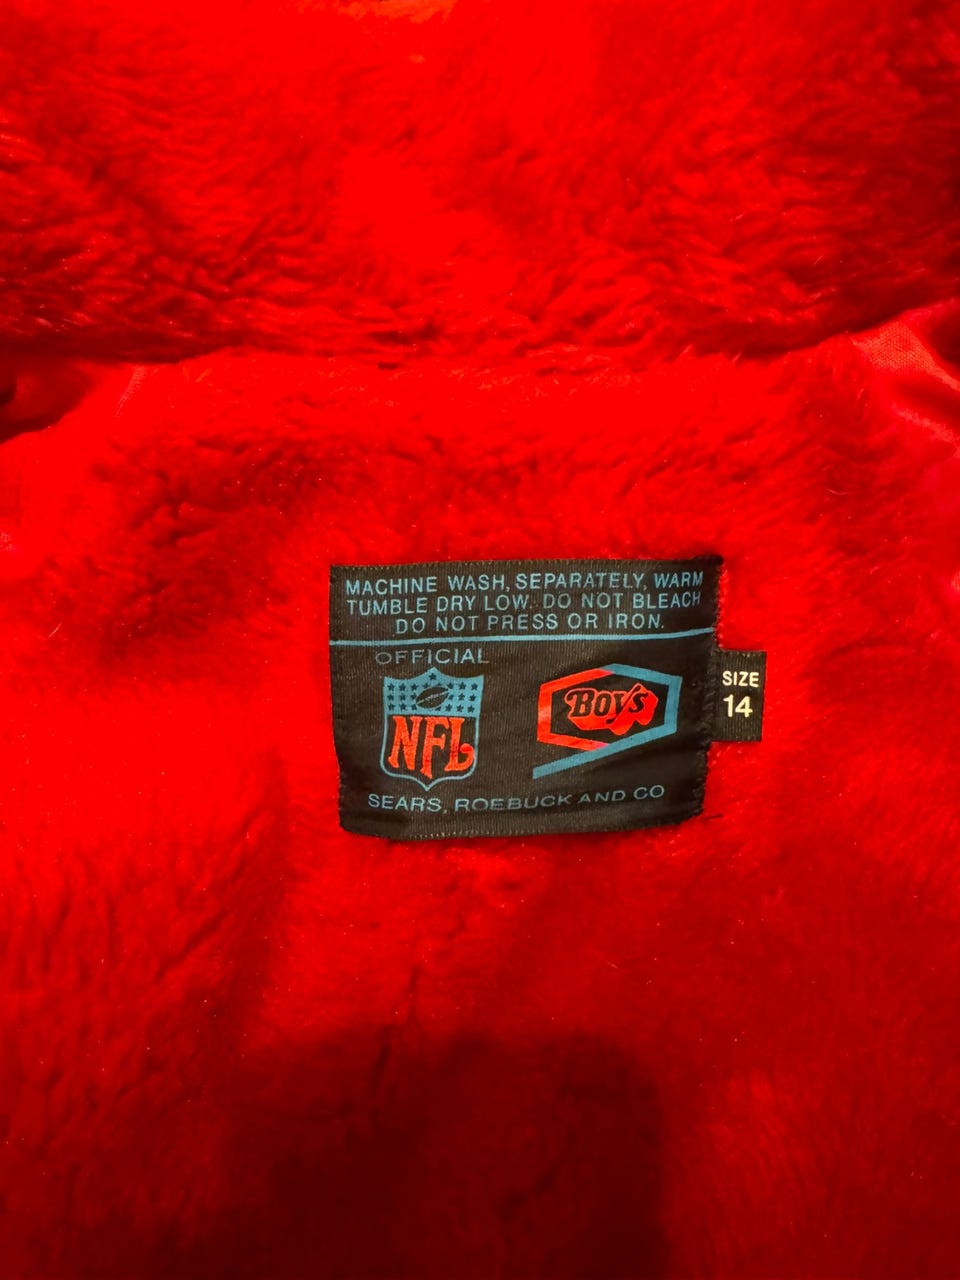 MACHINE WASH, SEPARATELY, WARM
TUMBLE DRY LOW. DO NOT BLEACH
DO NOT PRESS OR IRON.
OFFICIAL
NFL
Boys
SEARS, ROEBUCK AND CO
SIZE
14